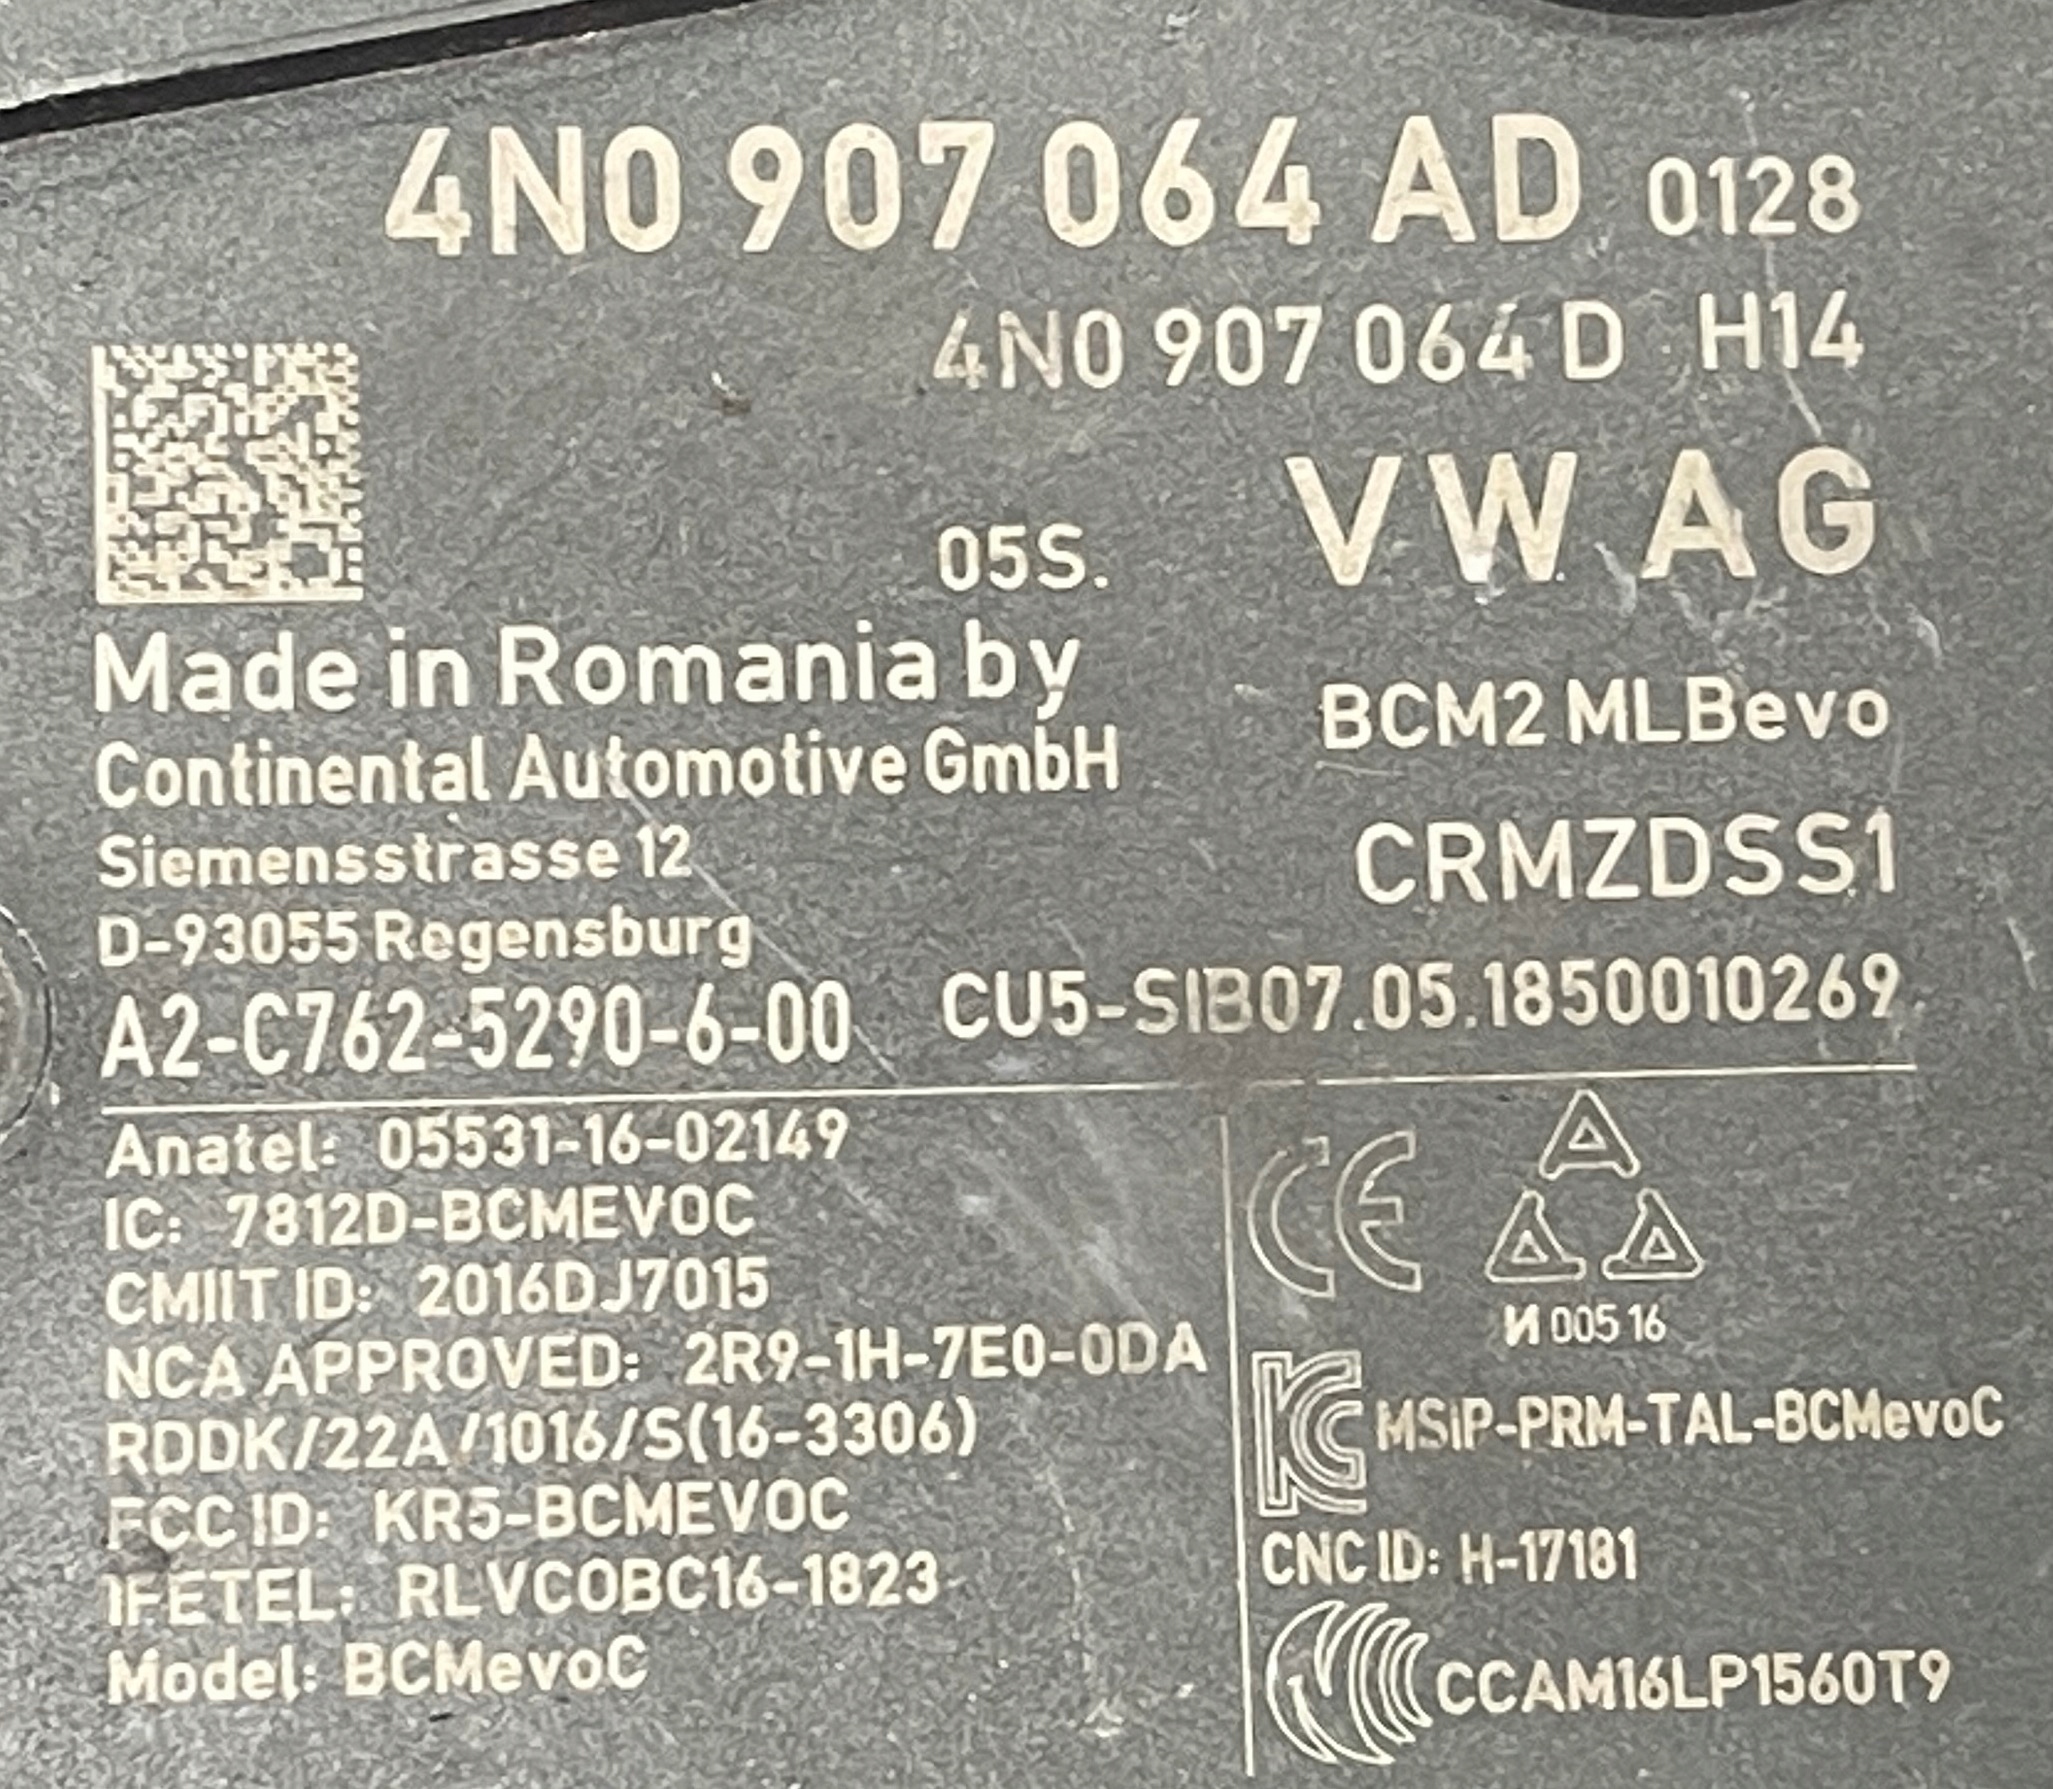 4N0 907 064 AD 0128
4N0 907 064 D H14
VW AG
05S.
Made in Romania by
Continental Automotive GmbH
Siemensstrasse 12
D-93055 Regensburg
A2-C762-5290-6-00
BCM2 MLBevo
CRMZDSS1
CU5-SIB07.05.18500010269
Anatel: 05531-16-02149
IC: 7812D-BCMEVOC
CMIIT ID: 2016DJ7015
NCA APPROVED: 2R9-1H-7E0-0DA
RDDK/22A/1016/S(16-3306)
FCC ID: KR5-BCMEVOC
IFETEL: RLVCOBC16-1823
Model: BCMevoC
CE
И 005 16
MSiP-PRM-TAL-BCMevoC
CNC ID: H-17181
CCAM16LP1560T9